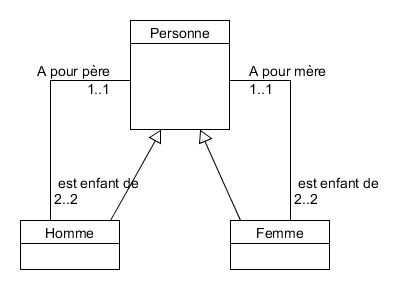 Personne
A pour père
1..1
A pour mère
1..1
est enfant de
2..2
est enfant de
2..2
Homme
Femme